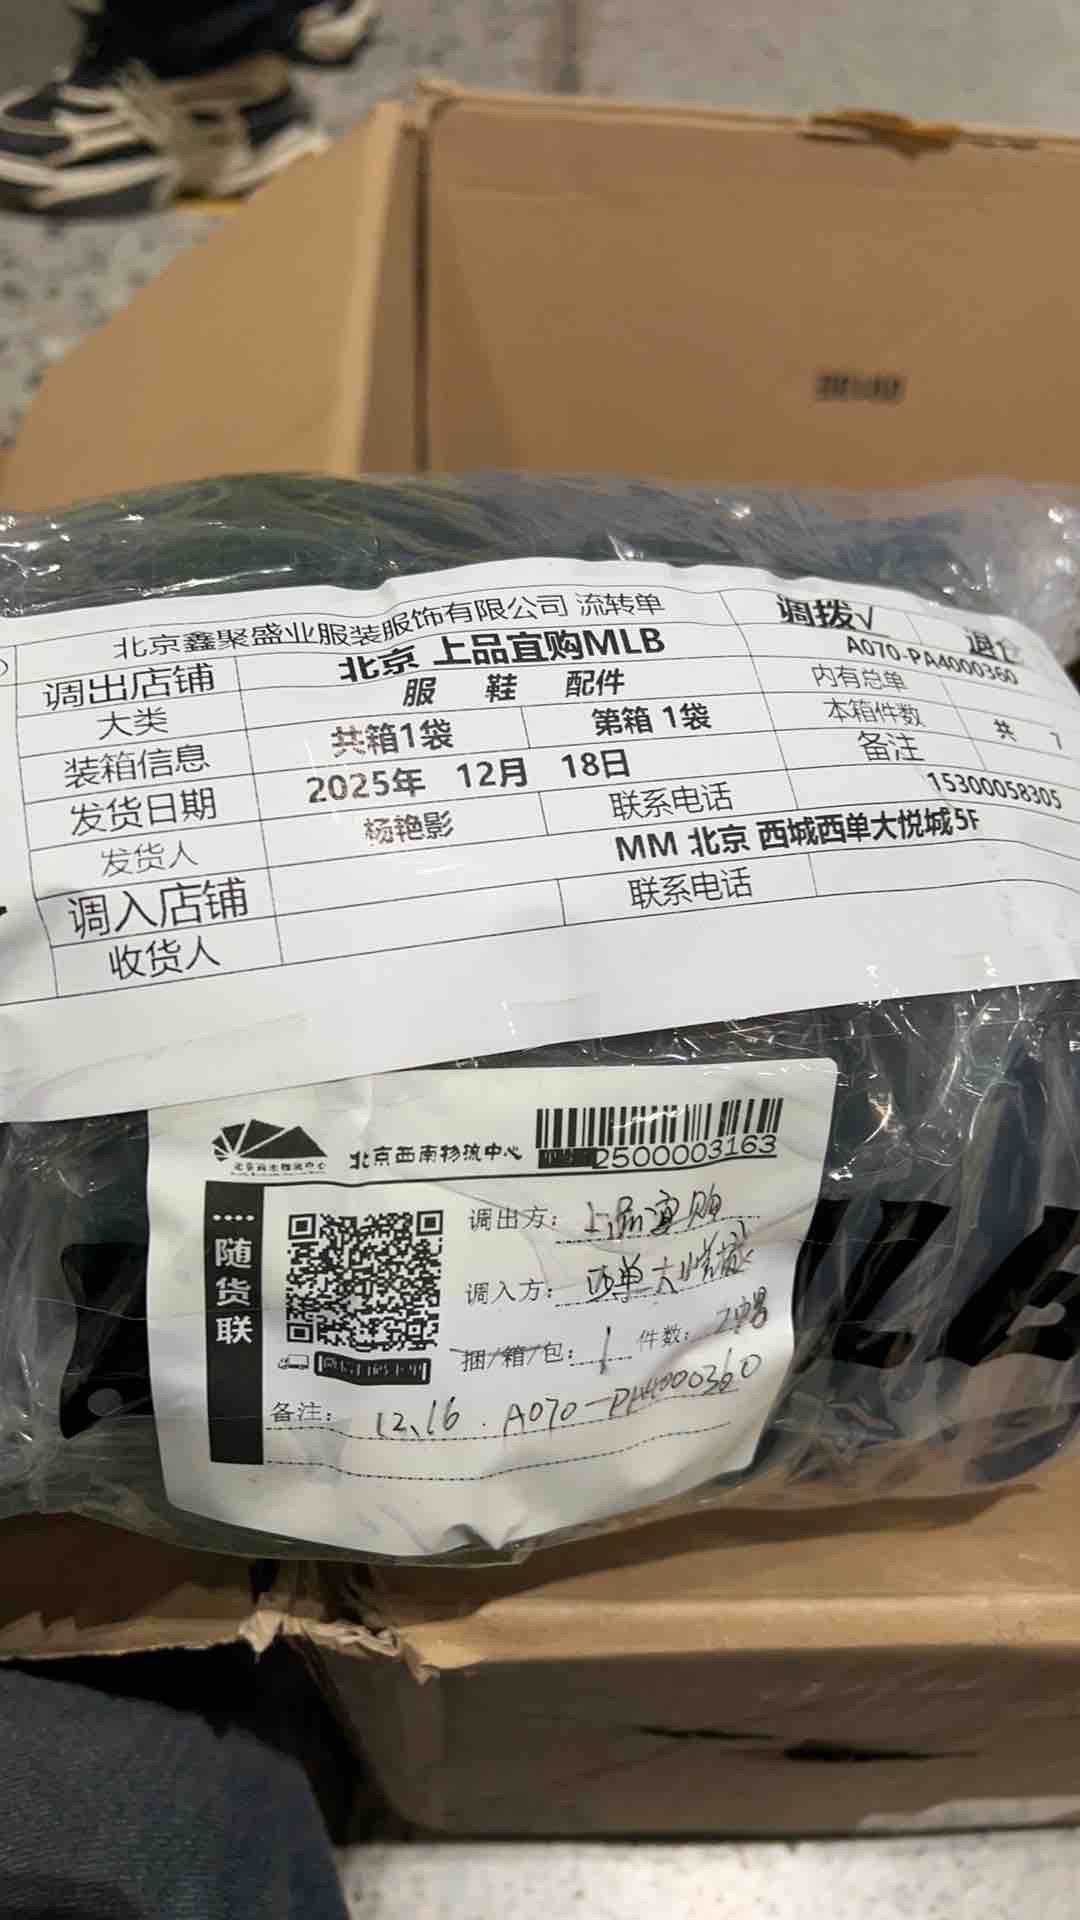 北京鑫聚盛业服装服饰有限公司 流转单 调拨√ 退仓
调出店铺 北京 上品宜购MLB A070-PA4000360
大类 服 鞋 配件 内有总单
装箱信息 共箱1袋 第箱 1袋 本箱件数 共 7
发货日期 2025年 12月 18日 备注
发货人 杨艳影 联系电话 15300058305
调入店铺 MM 北京 西城西单大悦城5F
收货人 联系电话
北京西南物流中心
2500003163
随货联
调出方: 上品宜购
调入方: 西单大悦城
捆/箱/包: 1 件数:
备注: 12.16. A070-PA4000360